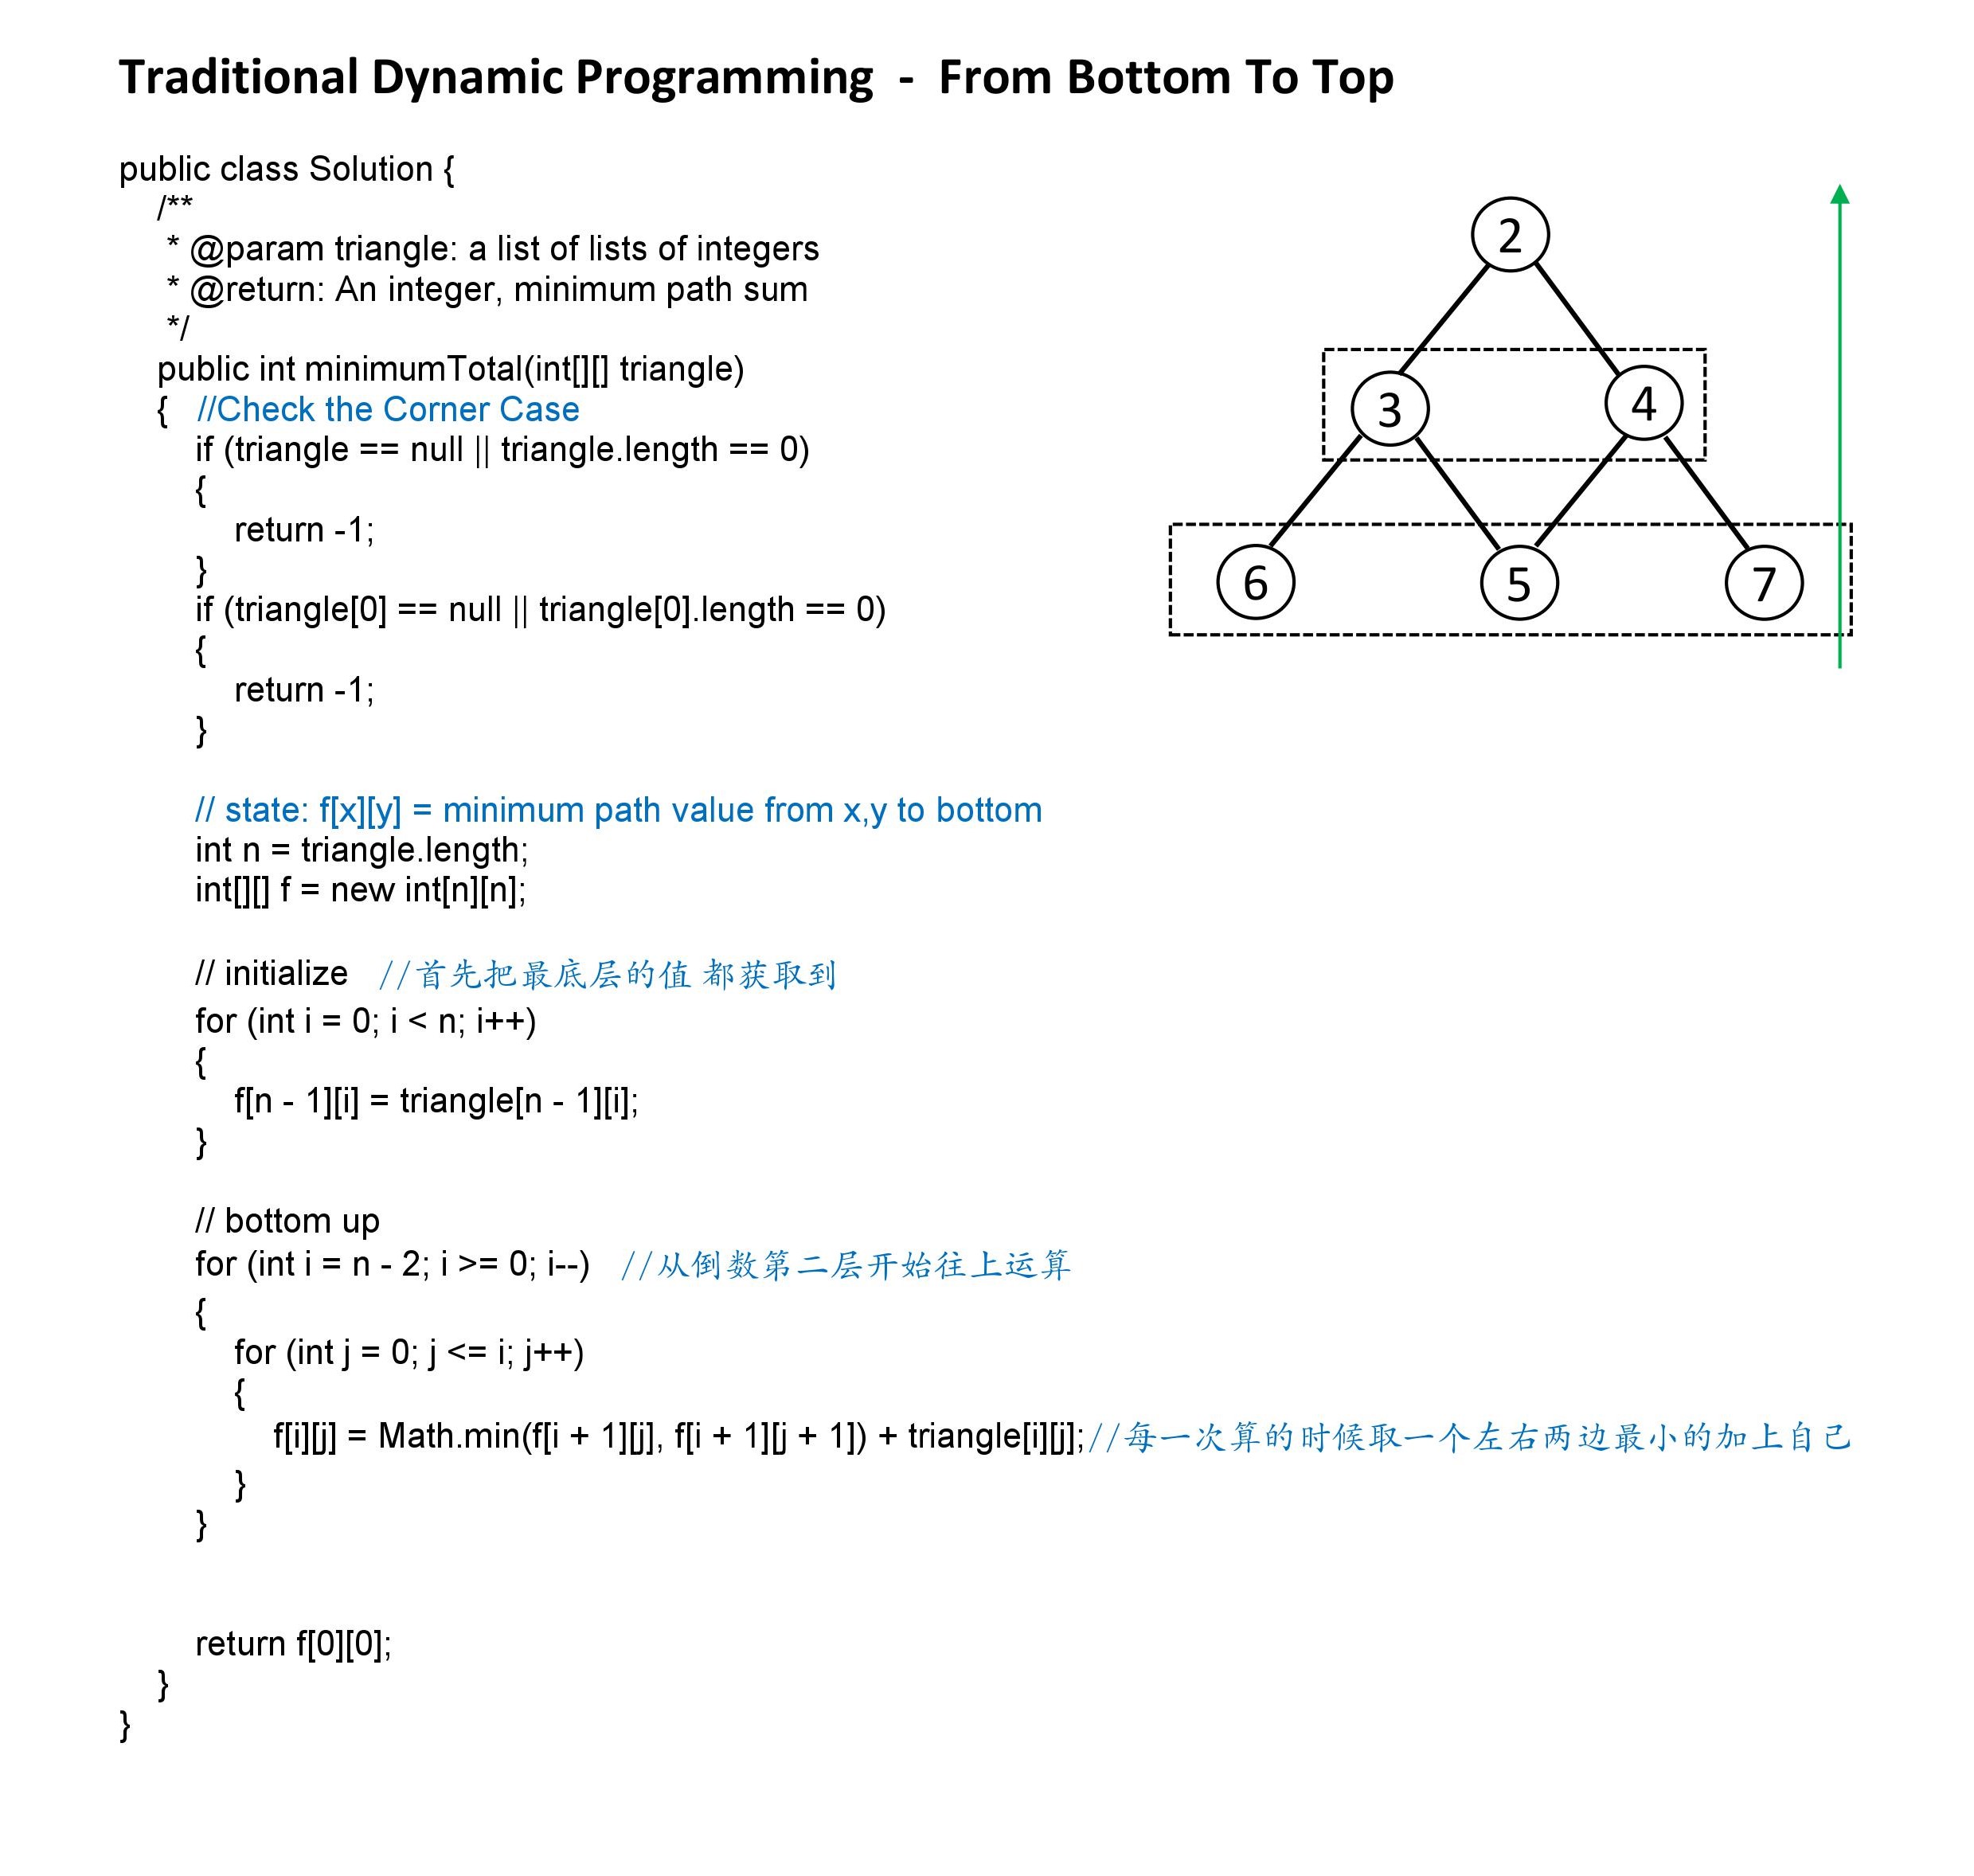 Traditional Dynamic Programming - From Bottom To Top
public class Solution {
/**
* @param triangle: a list of lists of integers
* @return: An integer, minimum path sum
*/
public int minimumTotal(int[][] triangle)
{ //Check the Corner Case
if (triangle == null || triangle.length == 0)
{
return -1;
}
if (triangle[0] == null || triangle[0].length == 0)
{
return -1;
}
// state: f[x][y] = minimum path value from x,y to bottom
int n = triangle.length;
int[][] f = new int[n][n];
// initialize //首先把最底层的值 都获取到
for (int i = 0; i < n; i++)
{
f[n - 1][i] = triangle[n - 1][i];
}
// bottom up
for (int i = n - 2; i >= 0; i--) //从倒数第二层开始往上运算
{
for (int j = 0; j <= i; j++)
{
f[i][j] = Math.min(f[i + 1][j], f[i + 1][j + 1]) + triangle[i][j];//每一次算的时候取一个左右两边最小的加上自己
}
}
return f[0][0];
}
}
2
3 4
6 5 7